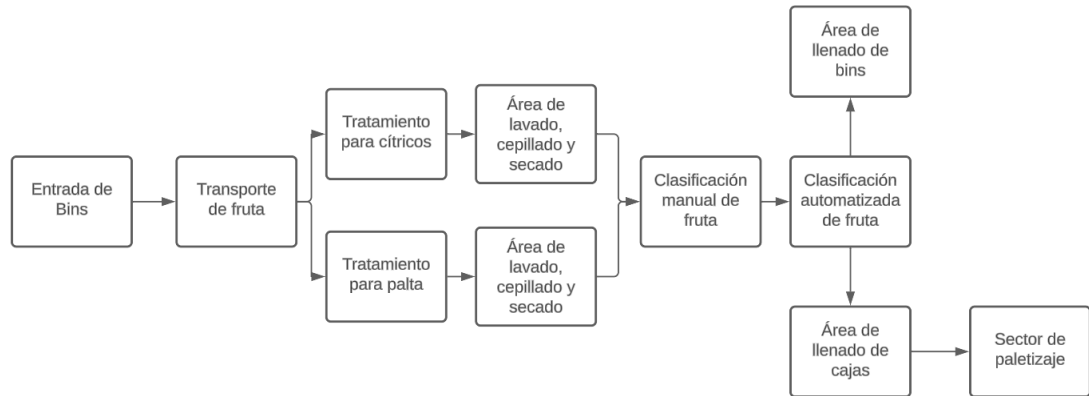 Entrada de
Bins
Transporte
de fruta
Tratamiento
para cítricos
Área de
lavado,
cepillado y
secado
Tratamiento
para palta
Área de
lavado,
cepillado y
secado
Clasificación
manual de
fruta
Clasificación
automatizada
de fruta
Área de
llenado de
bins
Área de
llenado de
cajas
Sector de
paletizaje